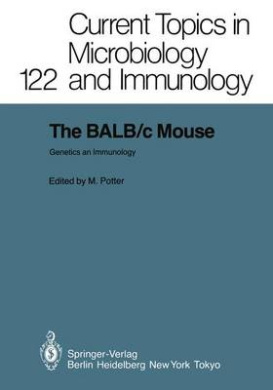 Current Topics in
Microbiology
122 and Immunology
The BALB/c Mouse
Genetics an Immunology
Edited by M. Potter
Springer-Verlag
Berlin Heidelberg New York Tokyo